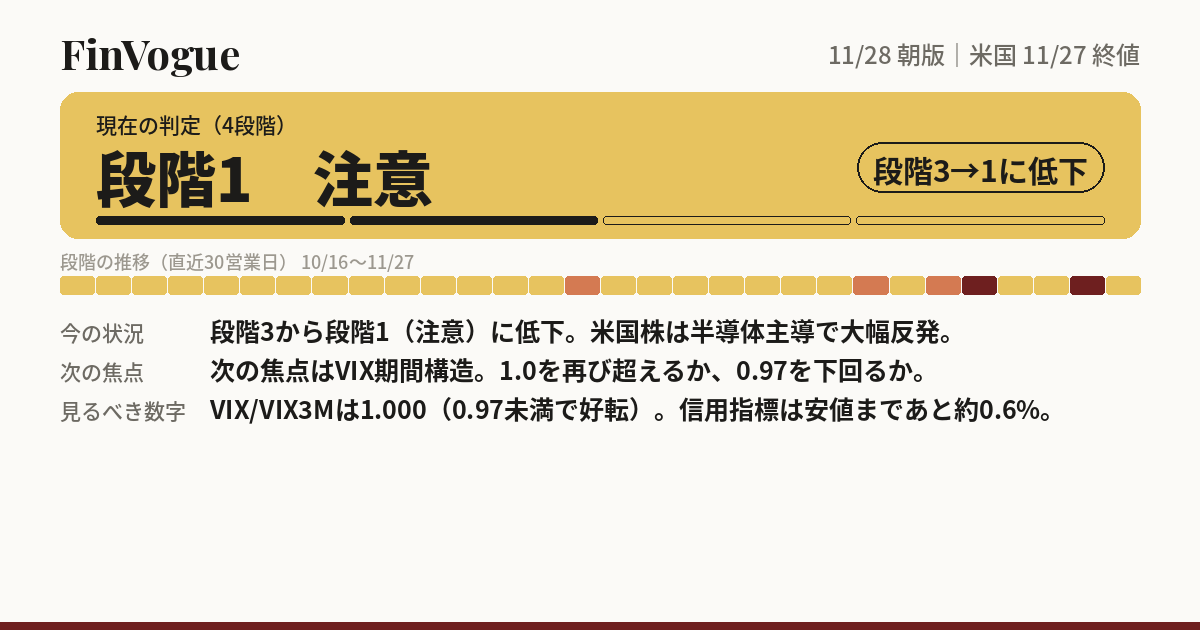 FinVogue
11/28 朝版｜米国 11/27 終値
現在の判定（4段階）
段階1　注意
段階3→1に低下
段階の推移（直近30営業日） 10/16〜11/27
今の状況 段階3から段階1（注意）に低下。米国株は半導体主導で大幅反発。
次の焦点 次の焦点はVIX期間構造。1.0を再び超えるか、0.97を下回るか。
見るべき数字 VIX/VIX3Mは1.000（0.97未満で好転）。信用指標は安値まであと約0.6%。